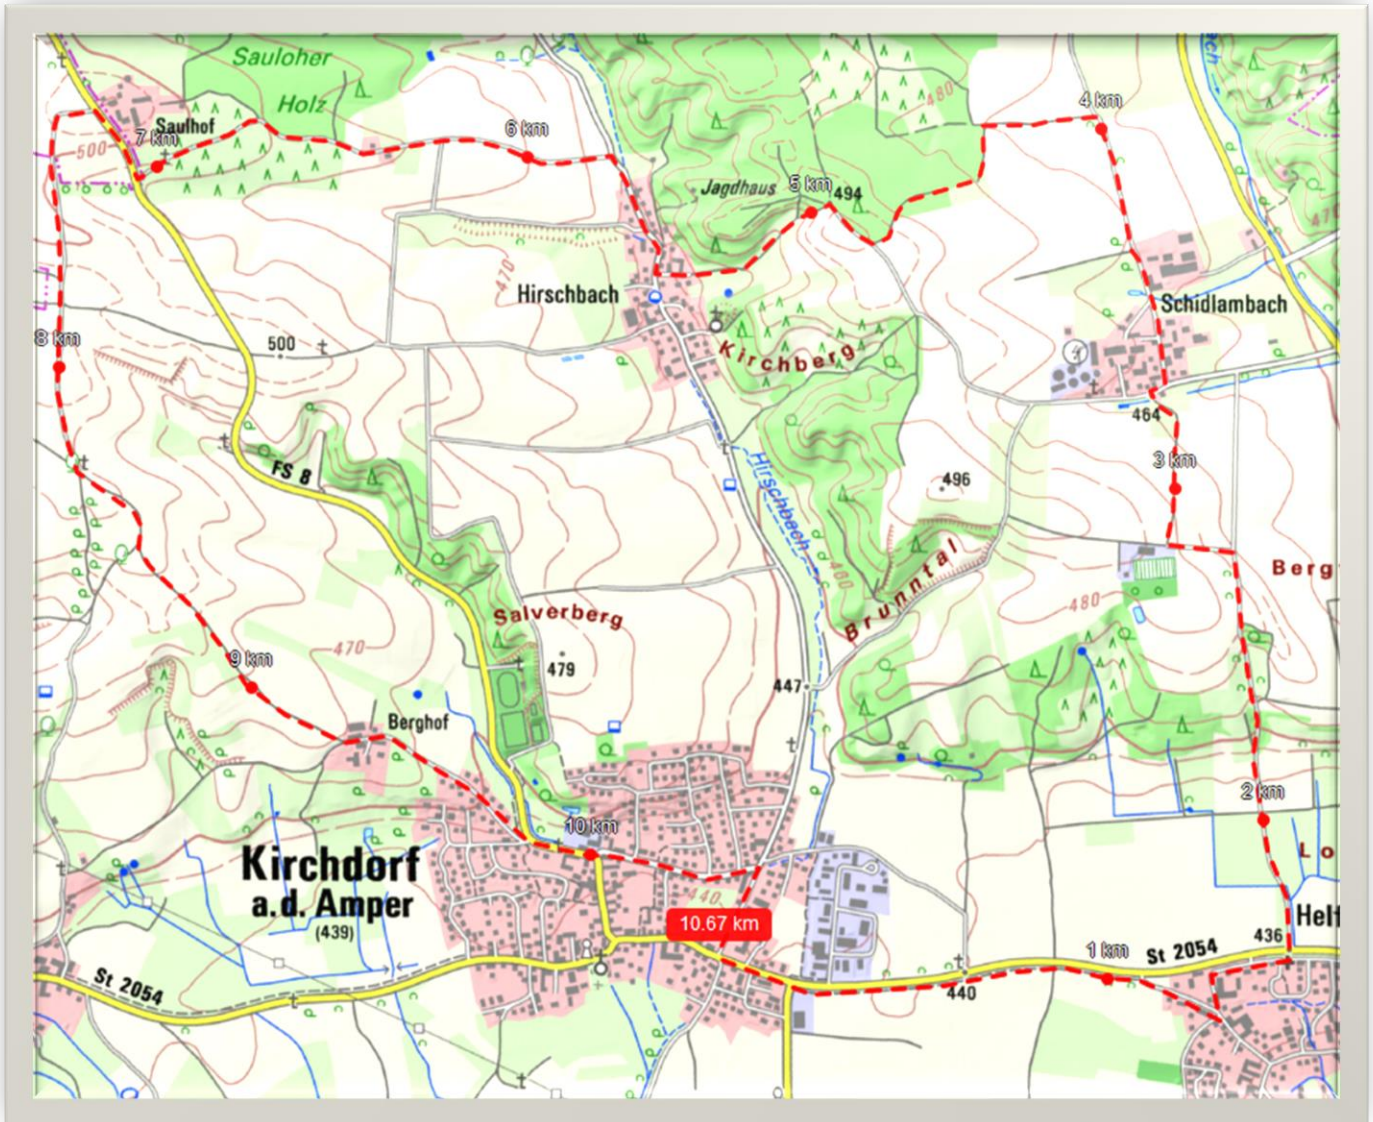 Sauloher
Holz
480
4 km
6 km
Saulhof
7 km
500
Jagdhaus
5 km
494
470
470
Hirschbach
Schidlambach
8 km
500
Kirchberg
464
3 km
FS 8
496
Hirschbach
460
Brunntal
Berg
480
Salverberg
470
9 km
479
447
Berghof
2 km
10 km
Lo
Kirchdorf
a.d. Amper
(439)
440
10.67 km
Helf
436
1 km
St 2054
St 2054
440